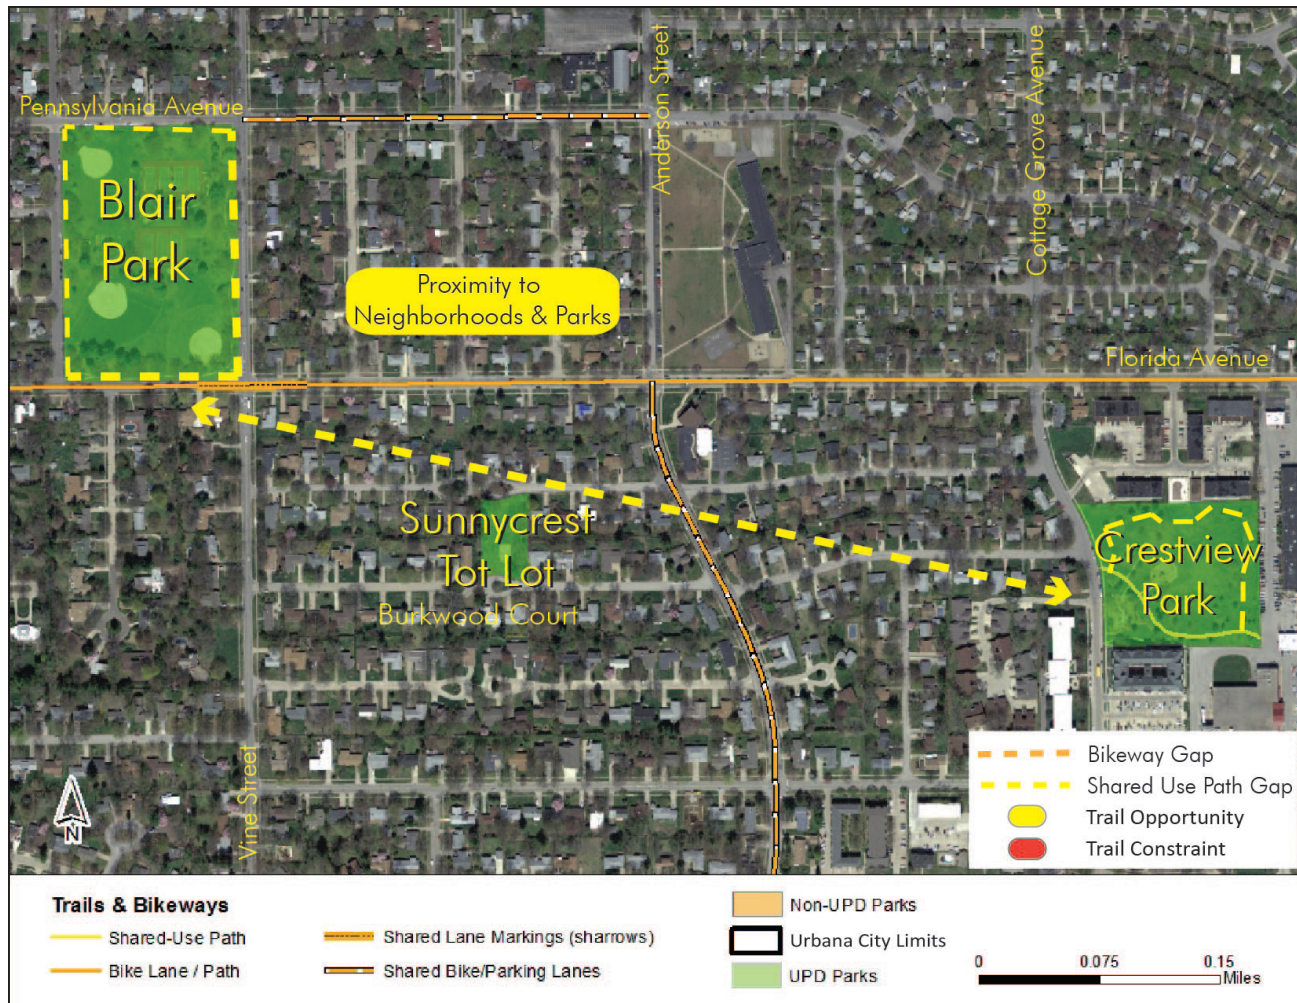 Pennsylvania Avenue
Anderson Street
Cottage Grove Avenue
Blair
Park
Proximity to
Neighborhoods & Parks
Florida Avenue
Sunnycrest
Tot Lot
Burkwood Court
Crestview
Park
Vine Street
N
Bikeway Gap
Shared Use Path Gap
Trail Opportunity
Trail Constraint
Trails & Bikeways
Shared-Use Path
Bike Lane / Path
Shared Lane Markings (sharrows)
Shared Bike/Parking Lanes
Non-UPD Parks
Urbana City Limits
UPD Parks
0 0.075 0.15
Miles